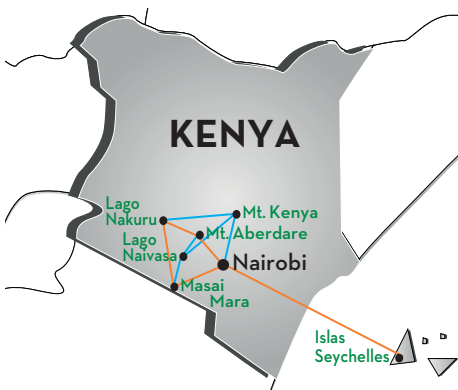 KENYA
Lago
Nakuru
Mt. Kenya
Mt. Aberdare
Lago
Naivasa
Nairobi
Masai
Mara
Islas
Seychelles